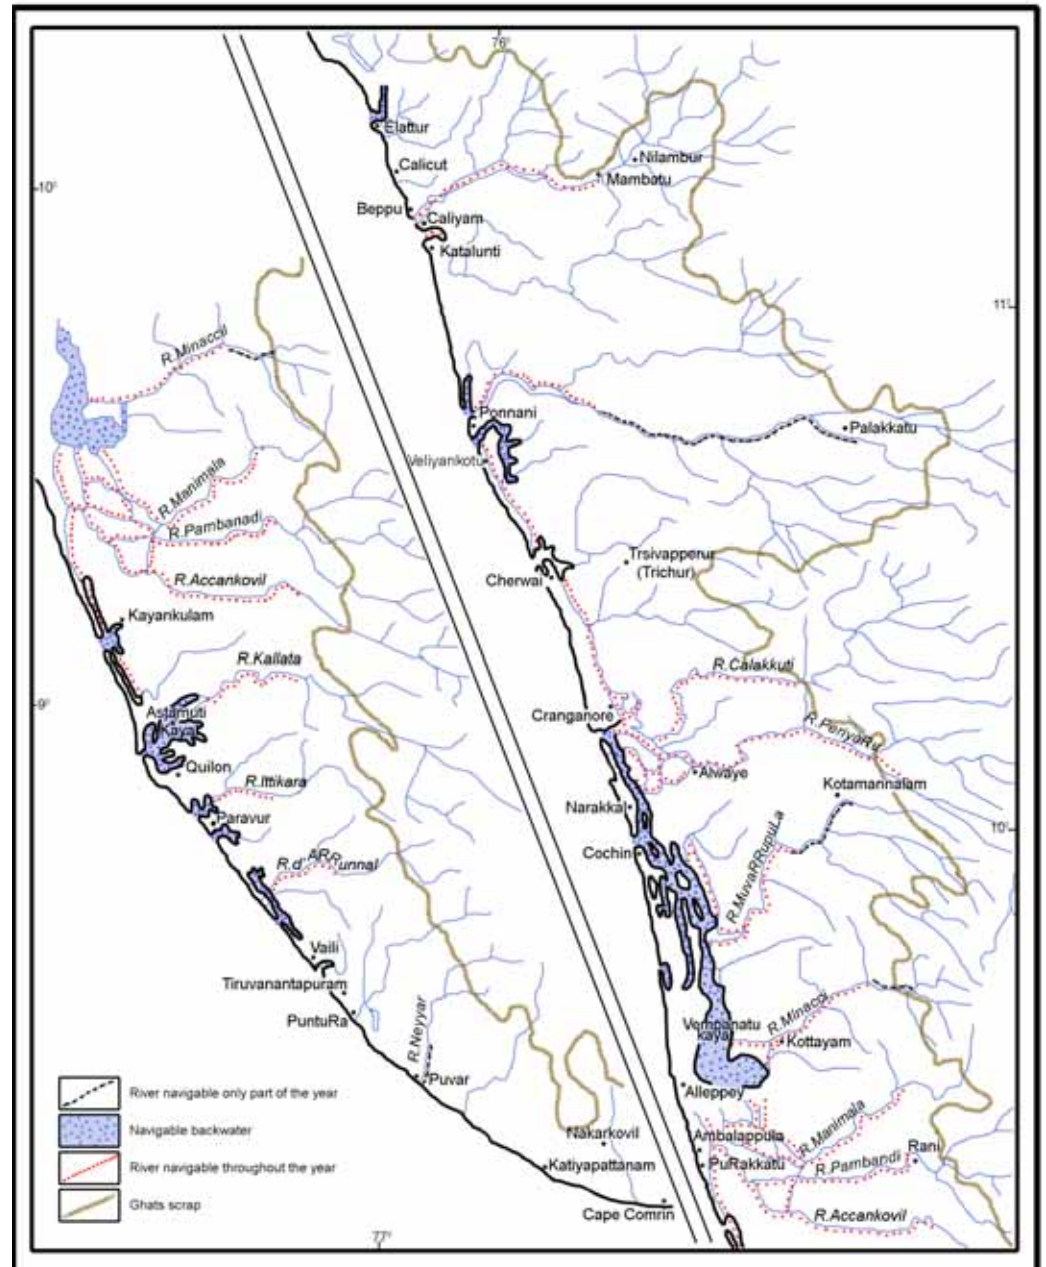 76°
Elattur
Nilambur
Calicut
Mambatu
10°
Beppu
Caliyam
Katalunti
11°
R.Minaccil
Ponnani
Palakkatu
Veliyankotu
R.Manimala
R.Pambanadi
Trsivapperur
(Trichur)
Cherwai
R.Accankovil
Kayankulam
R.Kallata
R.Calakkuti
9°
Astamuti
Kayal
Cranganore
R.PeriyaRu
Quilon
Alwaye
R.Ittikara
Kotamannalam
Narakkal
Paravur
10°
R.MuvaRRupuLa
Cochin
R.d'ARRunnal
Vaili
Tiruvanantapuram
PuntuRa
R.Neyyar
Vempanatu
kayal
R.Minacci
Kottayam
Puvar
River navigable only part of the year
Alleppey
Navigable backwater
Nakarkovil
Ambalappula
R.Manimala
River navigable throughout the year
Katiyapattanam
PuRakkatu
R.Pambandi
Rani
Ghats scrap
Cape Comrin
R.Accankovil
77°